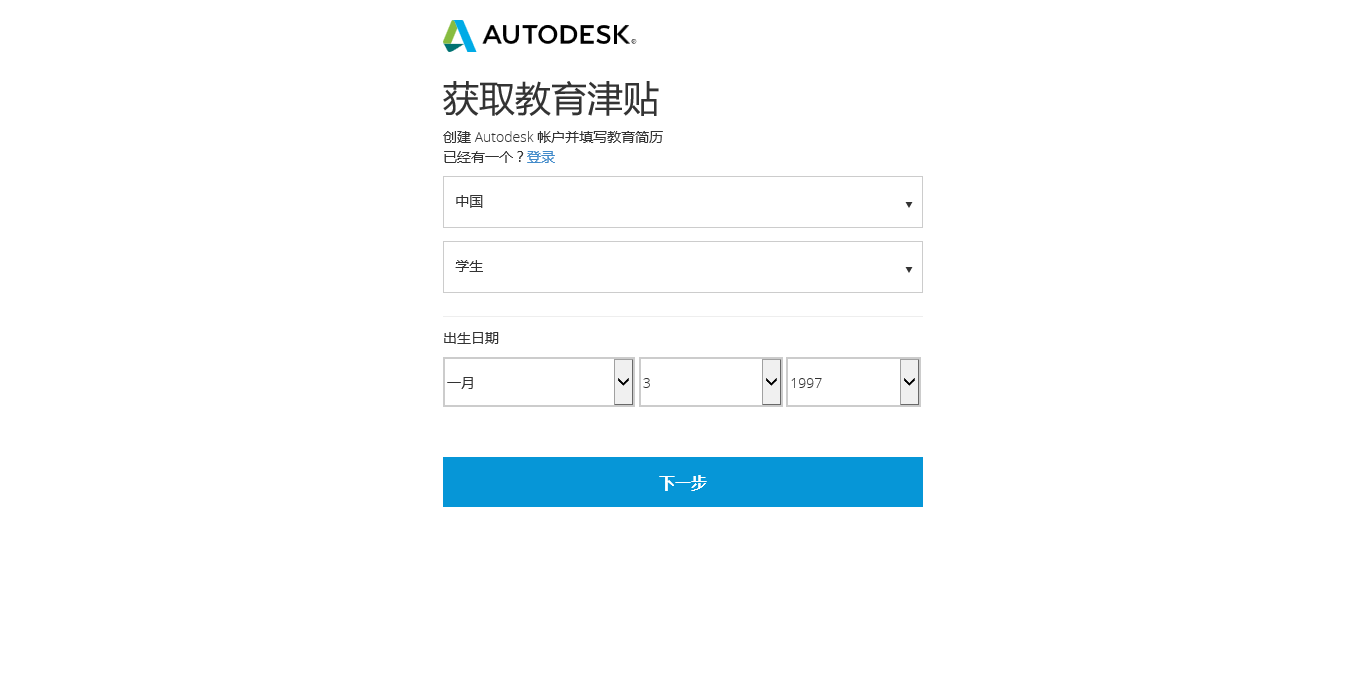 AUTODESK®
获取教育津贴
创建 Autodesk 帐户并填写教育简历
已经有一个？登录
中国
学生
出生日期
一月 3 1997
下一步